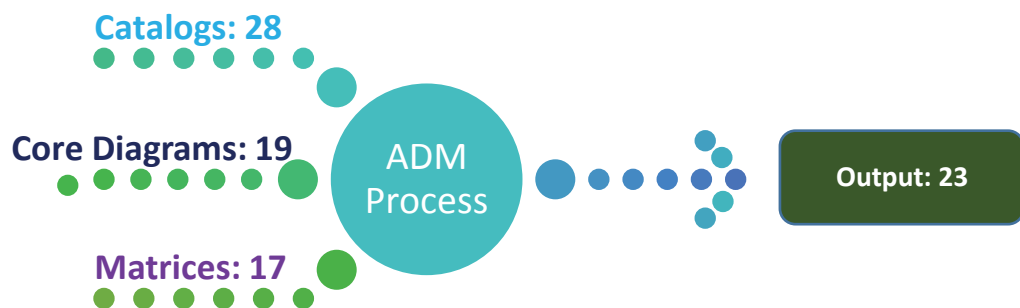 Catalogs: 28
Core Diagrams: 19
Matrices: 17
ADM
Process
Output: 23